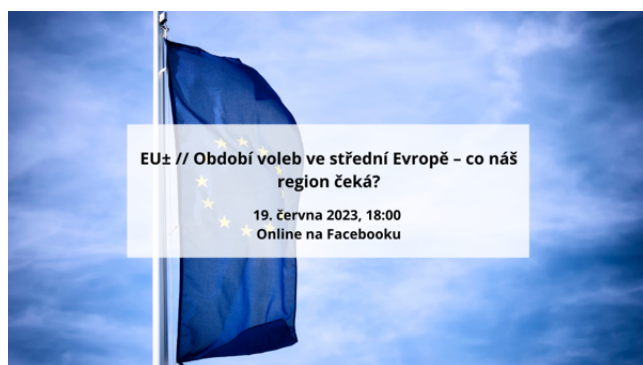 EU± // Období voleb ve střední Evropě – co náš
region čeká?
19. června 2023, 18:00
Online na Facebooku